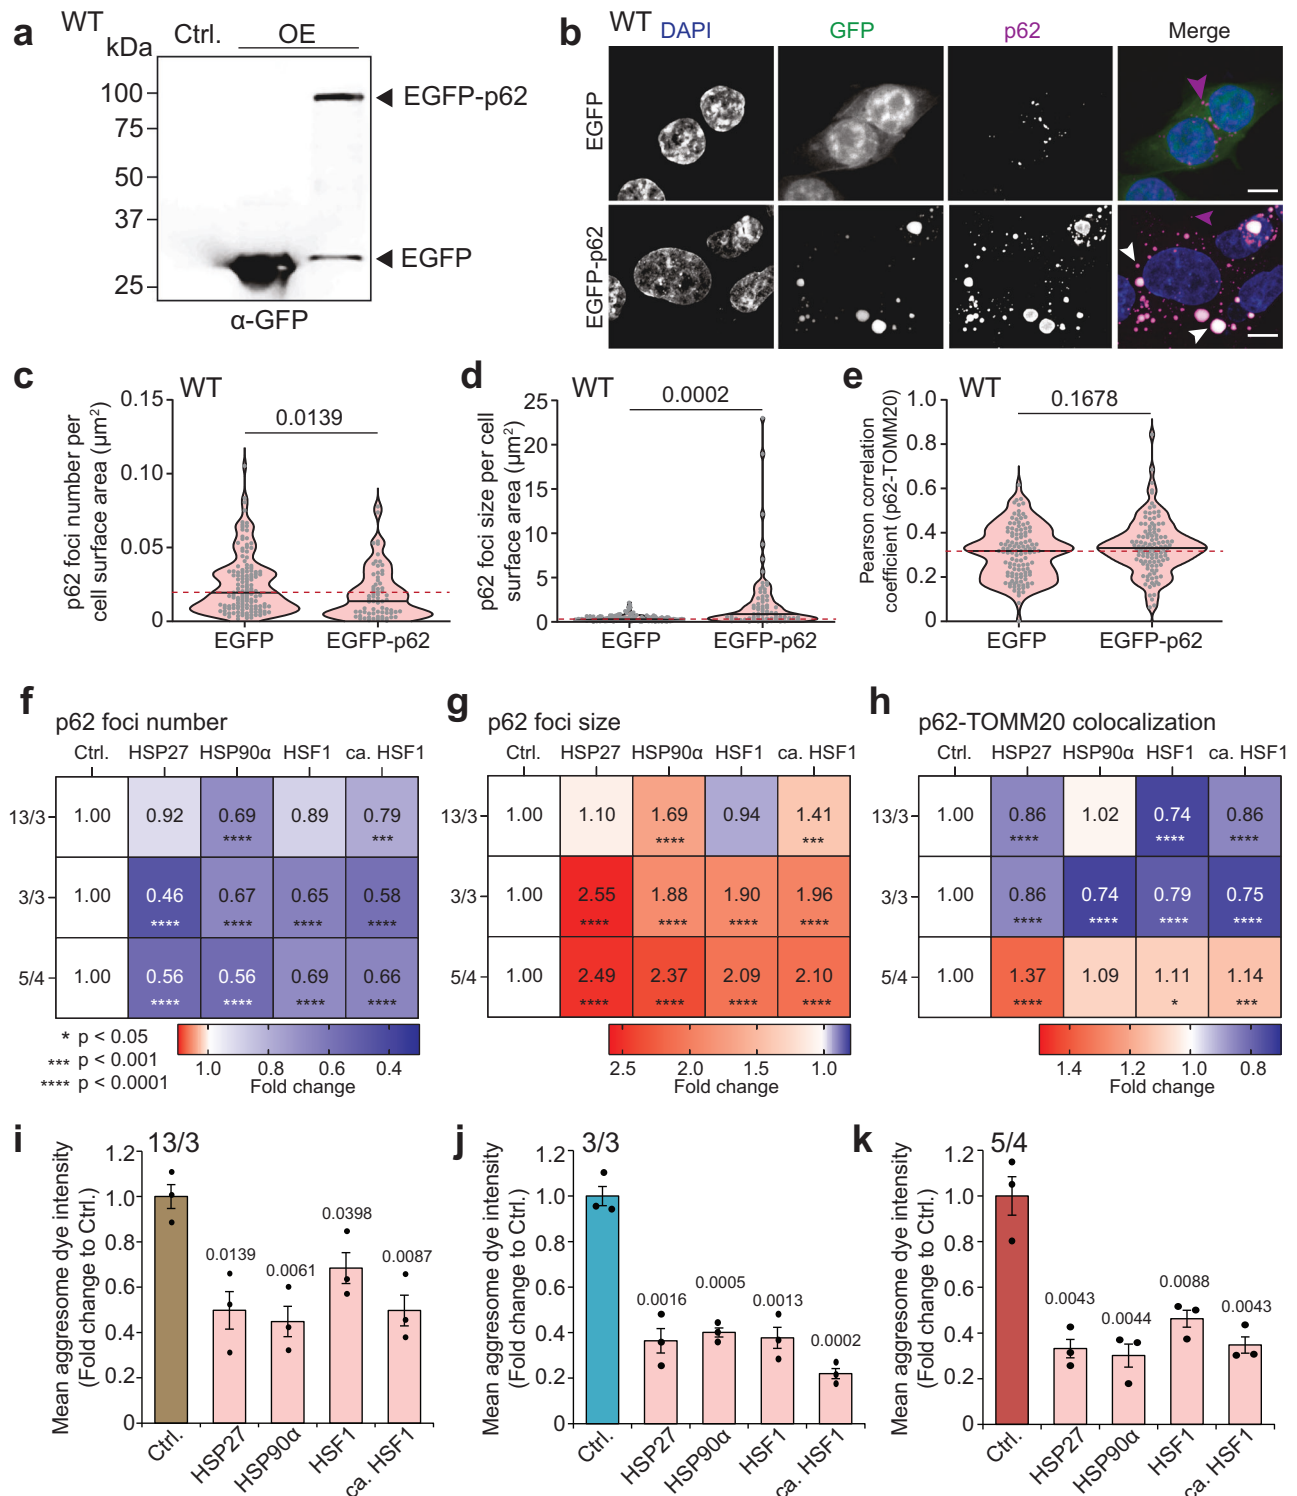 a WT
kDa Ctrl. OE
100
75
50
37
25
EGFP-p62
EGFP
α-GFP
b WT
DAPI GFP p62 Merge
EGFP
EGFP-p62
c WT
p62 foci number per
cell surface area (µm²)
0.15
0.10
0.05
0
0.0139
EGFP EGFP-p62
d WT
p62 foci size per cell
surface area (µm²)
25
20
15
10
5
0
0.0002
EGFP EGFP-p62
e WT
Pearson correlation
coefficient (p62-TOMM20)
1.0
0.8
0.6
0.4
0.2
0
0.1678
EGFP EGFP-p62
f
p62 foci number
Ctrl. HSP27 HSP90α HSF1 ca. HSF1
13/3 1.00 0.92 0.69 0.89 0.79
**** ***
3/3 1.00 0.46 0.67 0.65 0.58
**** **** **** ****
5/4 1.00 0.56 0.56 0.69 0.66
**** **** **** ****
* p < 0.05
*** p < 0.001
**** p < 0.0001
1.0 0.8 0.6 0.4
Fold change
g
p62 foci size
Ctrl. HSP27 HSP90α HSF1 ca. HSF1
13/3 1.00 1.10 1.69 0.94 1.41
**** ***
3/3 1.00 2.55 1.88 1.90 1.96
**** **** **** ****
5/4 1.00 2.49 2.37 2.09 2.10
**** **** **** ****
2.5 2.0 1.5 1.0
Fold change
h
p62-TOMM20 colocalization
Ctrl. HSP27 HSP90α HSF1 ca. HSF1
13/3 1.00 0.86 1.02 0.74 0.86
**** **** ****
3/3 1.00 0.86 0.74 0.79 0.75
**** **** **** ****
5/4 1.00 1.37 1.09 1.11 1.14
**** * ***
1.4 1.2 1.0 0.8
Fold change
i 13/3
Mean aggresome dye intensity
(Fold change to Ctrl.)
1.2
1.0
0.8
0.6
0.4
0.2
0
0.0139 0.0061 0.0398 0.0087
Ctrl. HSP27 HSP90α HSF1 ca. HSF1
j 3/3
Mean aggresome dye intensity
(Fold change to Ctrl.)
1.2
1.0
0.8
0.6
0.4
0.2
0
0.0016 0.0005 0.0013 0.0002
Ctrl. HSP27 HSP90α HSF1 ca. HSF1
k 5/4
Mean aggresome dye intensity
(Fold change to Ctrl.)
1.2
1.0
0.8
0.6
0.4
0.2
0
0.0043 0.0044 0.0088 0.0043
Ctrl. HSP27 HSP90α HSF1 ca. HSF1